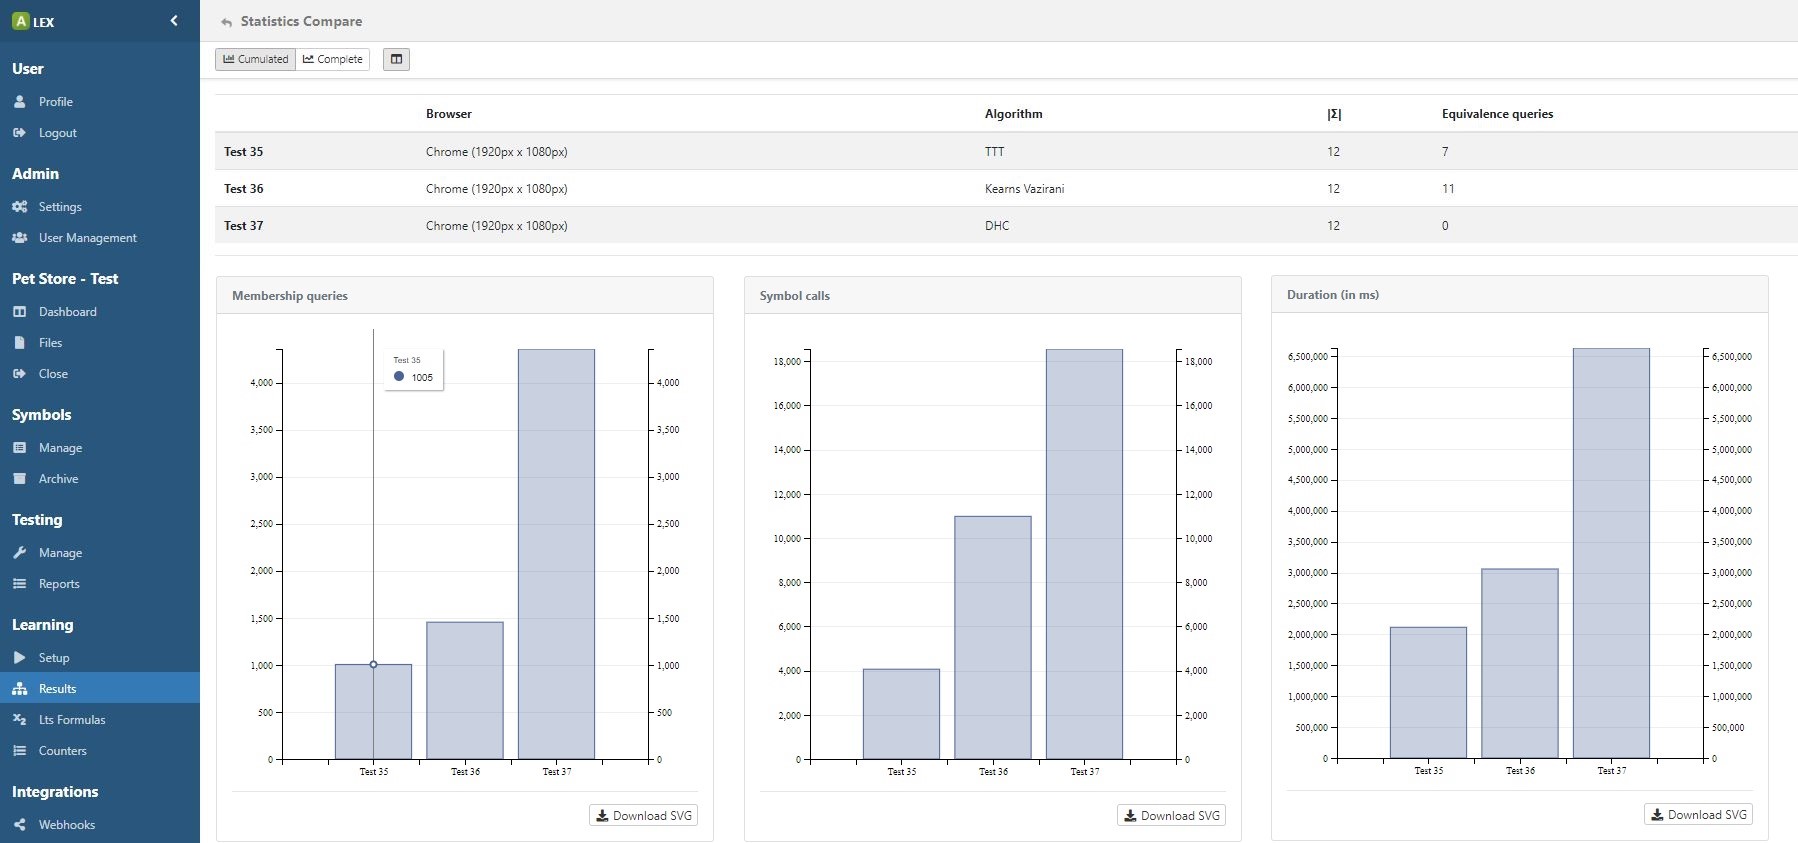 A LEX
Statistics Compare
Cumulated Complete
User
Profile
Logout
Admin
Settings
User Management
Pet Store - Test
Dashboard
Files
Close
Symbols
Manage
Archive
Testing
Manage
Reports
Learning
Setup
Results
Lts Formulas
Counters
Integrations
Webhooks
Browser Algorithm |Σ| Equivalence queries
Test 35 Chrome (1920px x 1080px) TTT 12 7
Test 36 Chrome (1920px x 1080px) Kearns Vazirani 12 11
Test 37 Chrome (1920px x 1080px) DHC 12 0
Membership queries
Test 35
1005
4,000 4,000
3,500 3,500
3,000 3,000
2,500 2,500
2,000 2,000
1,500 1,500
1,000 1,000
500 500
0 0
Test 35 Test 36 Test 37
Download SVG
Symbol calls
18,000 18,000
16,000 16,000
14,000 14,000
12,000 12,000
10,000 10,000
8,000 8,000
6,000 6,000
4,000 4,000
2,000 2,000
0 0
Test 35 Test 36 Test 37
Download SVG
Duration (in ms)
6,500,000 6,500,000
6,000,000 6,000,000
5,500,000 5,500,000
5,000,000 5,000,000
4,500,000 4,500,000
4,000,000 4,000,000
3,500,000 3,500,000
3,000,000 3,000,000
2,500,000 2,500,000
2,000,000 2,000,000
1,500,000 1,500,000
1,000,000 1,000,000
500,000 500,000
0 0
Test 35 Test 36 Test 37
Download SVG